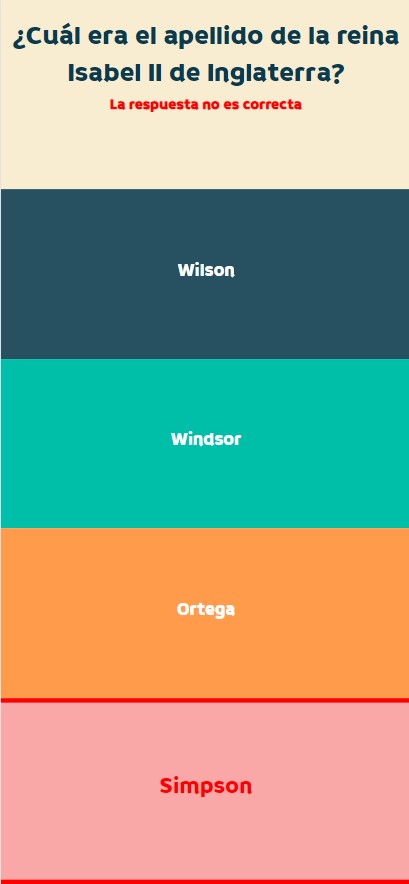 ¿Cuál era el apellido de la reina
Isabel II de Inglaterra?
La respuesta no es correcta
Wilson
Windsor
Ortega
Simpson